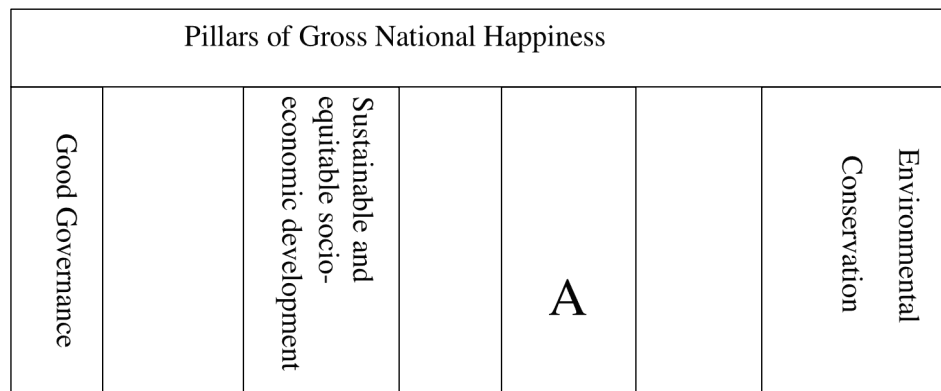 Pillars of Gross National Happiness
Good Governance
Sustainable and
equitable socio-
economic development
A
Environmental
Conservation